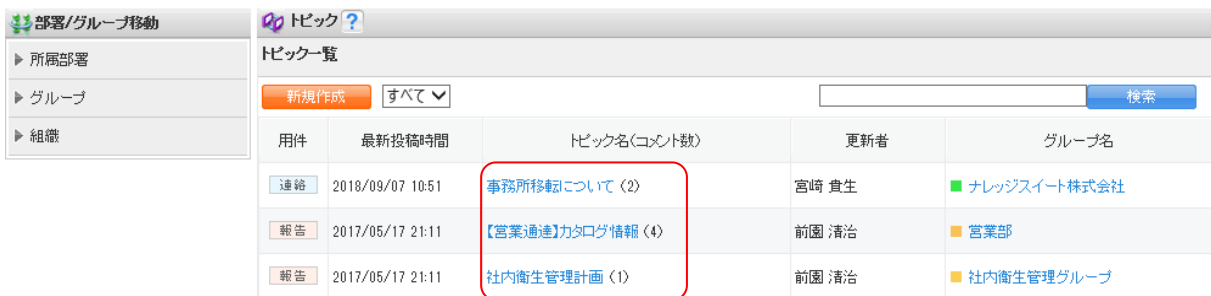 部署/グループ移動
▶ 所属部署
▶ グループ
▶ 組織
トピック ?
トピック一覧
新規作成 すべて 検索
用件 最新投稿時間 トピック名(コメント数) 更新者 グループ名
連絡 2018/09/07 10:51 事務所移転について (2) 宮崎 貴生 ナレッジスイート株式会社
報告 2017/05/17 21:11 【営業通達】カタログ情報 (4) 前園 清治 営業部
報告 2017/05/17 21:11 社内衛生管理計画 (1) 前園 清治 社内衛生管理グループ